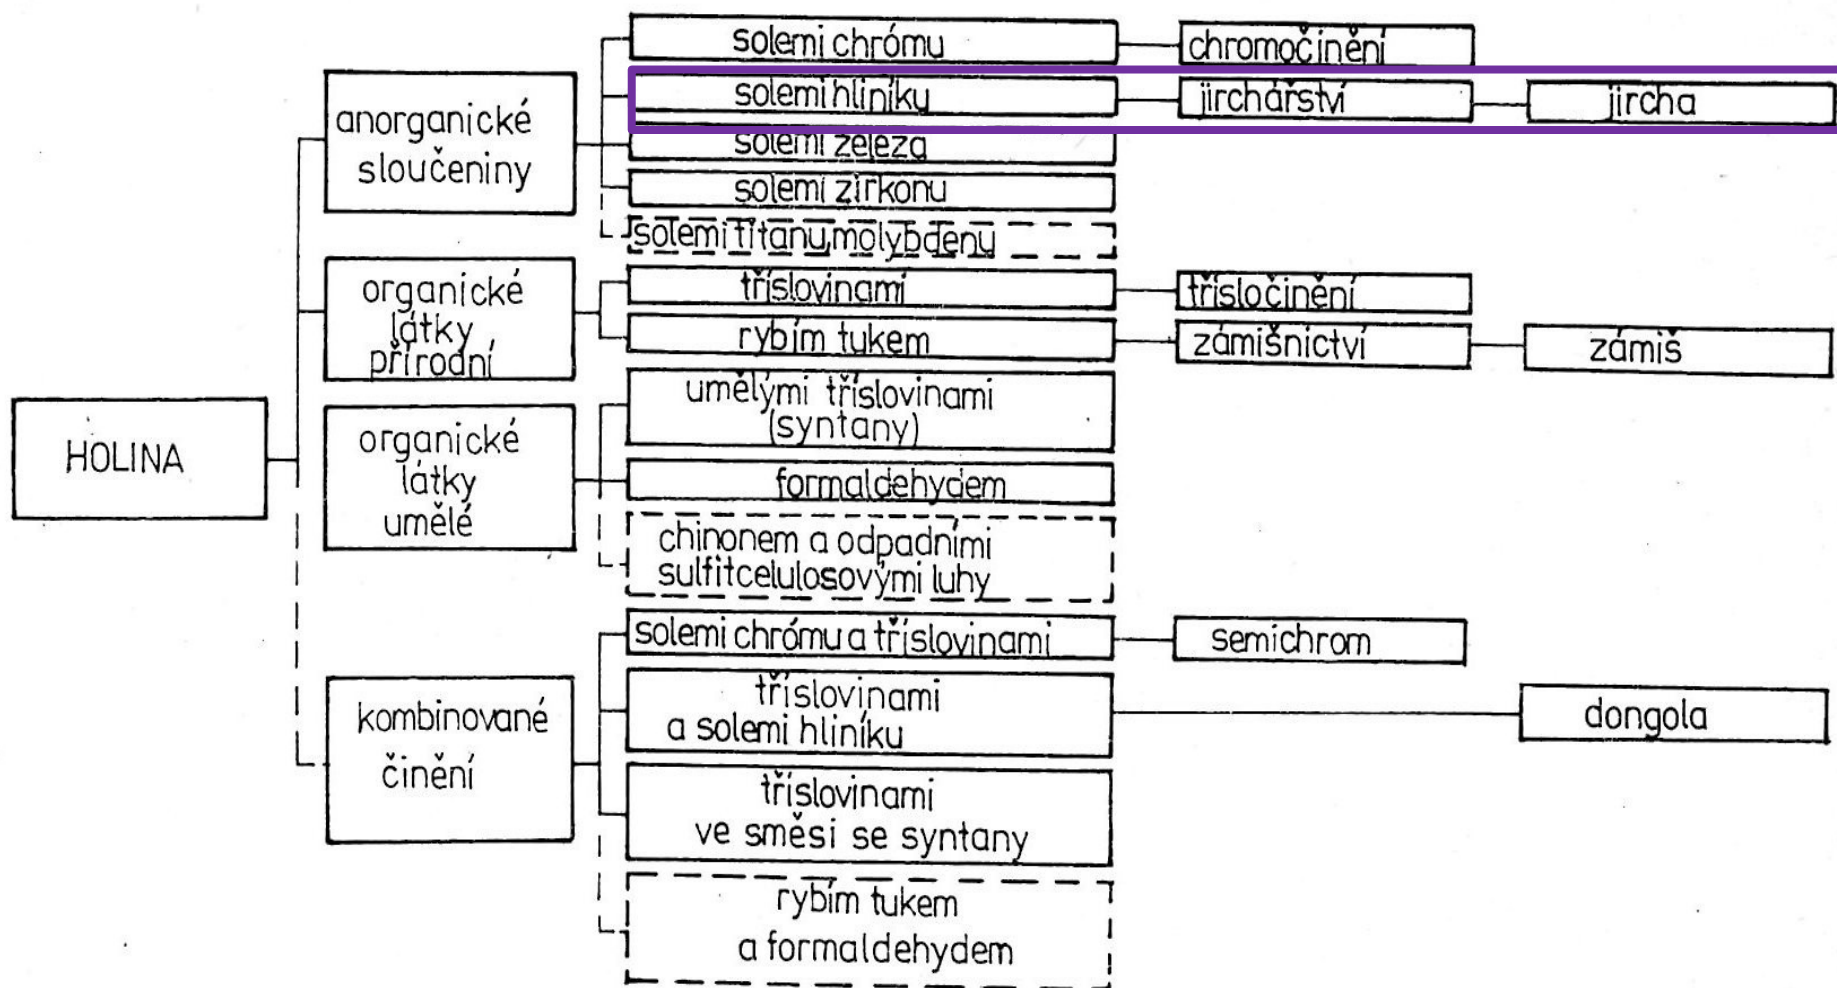 HOLINA
anorganické
sloučeniny
solemi chrómu
chromočinění
solemi hliníku
jirchářství
jircha
solemi železa
solemi zirkonu
solemi titanu, molybdenu
organické
látky
přírodní
tříslovinami
třísločinění
rybím tukem
zámišnictví
zámiš
organické
látky
umělé
umělými tříslovinami
(syntany)
formaldehydem
chinonem a odpadními
sulfitcelulosovými luhy
kombinované
činění
solemi chrómu a tříslovinami
semichrom
tříslovinami
a solemi hliníku
dongola
tříslovinami
ve směsi se syntany
rybím tukem
a formaldehydem